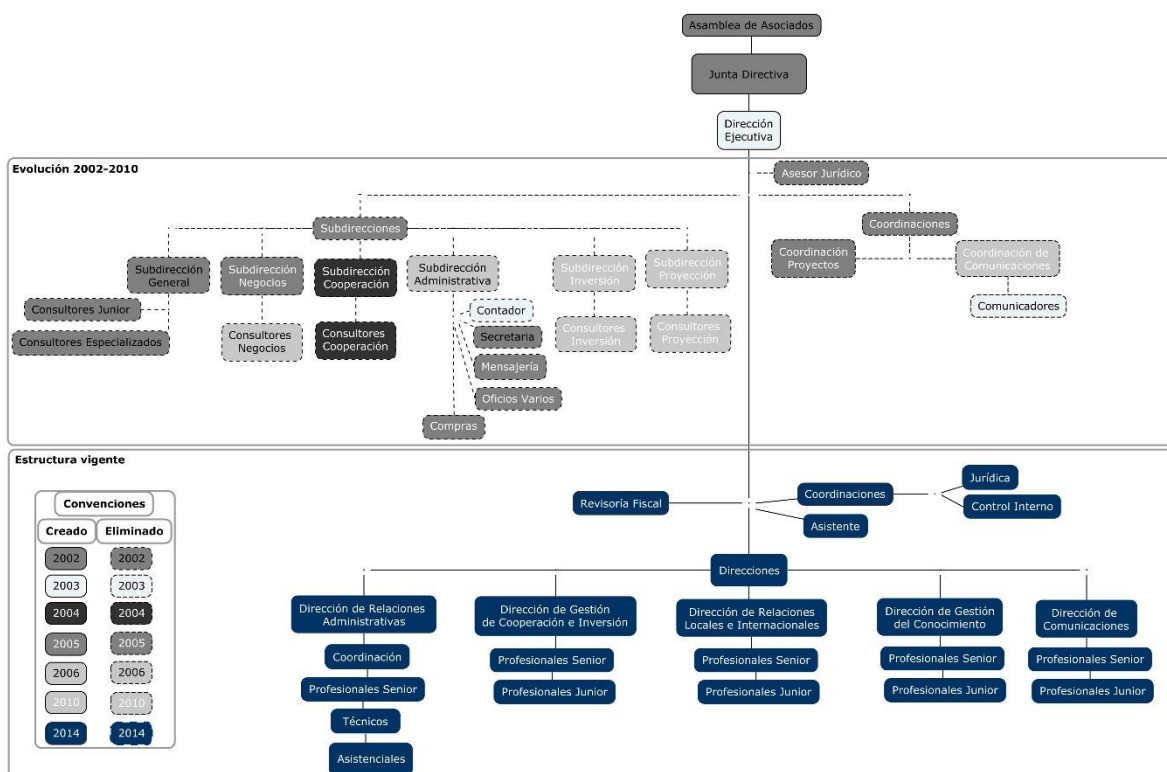 Asamblea de Asociados
Junta Directiva
Dirección
Ejecutiva
Evolución 2002-2010
Asesor Jurídico
Subdirecciones
Coordinaciones
Subdirección
General
Subdirección
Negocios
Subdirección
Cooperación
Subdirección
Administrativa
Subdirección
Inversión
Subdirección
Proyección
Coordinación
Proyectos
Coordinación de
Comunicaciones
Consultores Junior
Consultores Especializados
Consultores
Negocios
Consultores
Cooperación
Contador
Secretaria
Mensajería
Oficios Varios
Compras
Consultores
Inversión
Consultores
Proyección
Comunicadores
Estructura vigente
Convenciones
Creado Eliminado
2002 2002
2003 2003
2004 2004
2005 2005
2006 2006
2010 2010
2014 2014
Revisoría Fiscal
Coordinaciones
Asistente
Jurídica
Control Interno
Direcciones
Dirección de Relaciones
Administrativas
Coordinación
Profesionales Senior
Técnicos
Asistenciales
Dirección de Gestión
de Cooperación e Inversión
Profesionales Senior
Profesionales Junior
Dirección de Relaciones
Locales e Internacionales
Profesionales Senior
Profesionales Junior
Dirección de Gestión
del Conocimiento
Profesionales Senior
Profesionales Junior
Dirección de
Comunicaciones
Profesionales Senior
Profesionales Junior